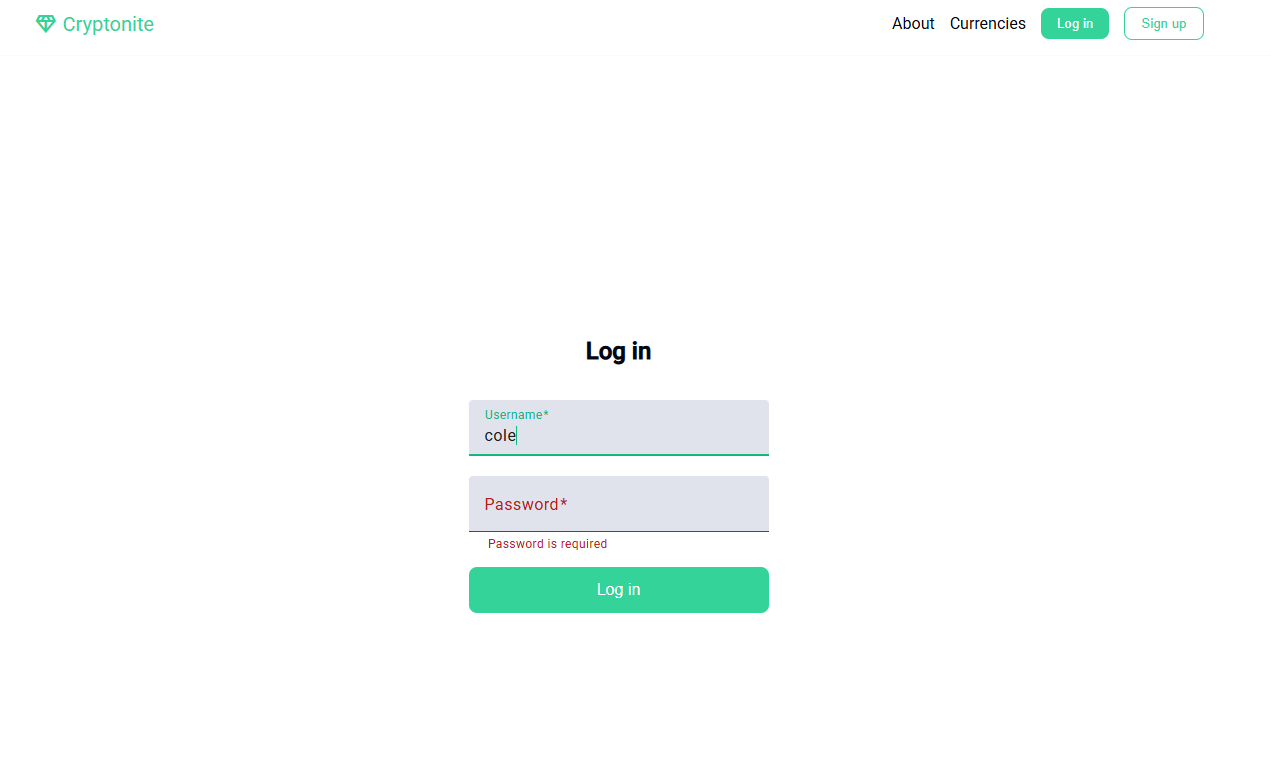 Cryptonite
About Currencies Log in Sign up
Log in
Username*
cole
Password*
Password is required
Log in